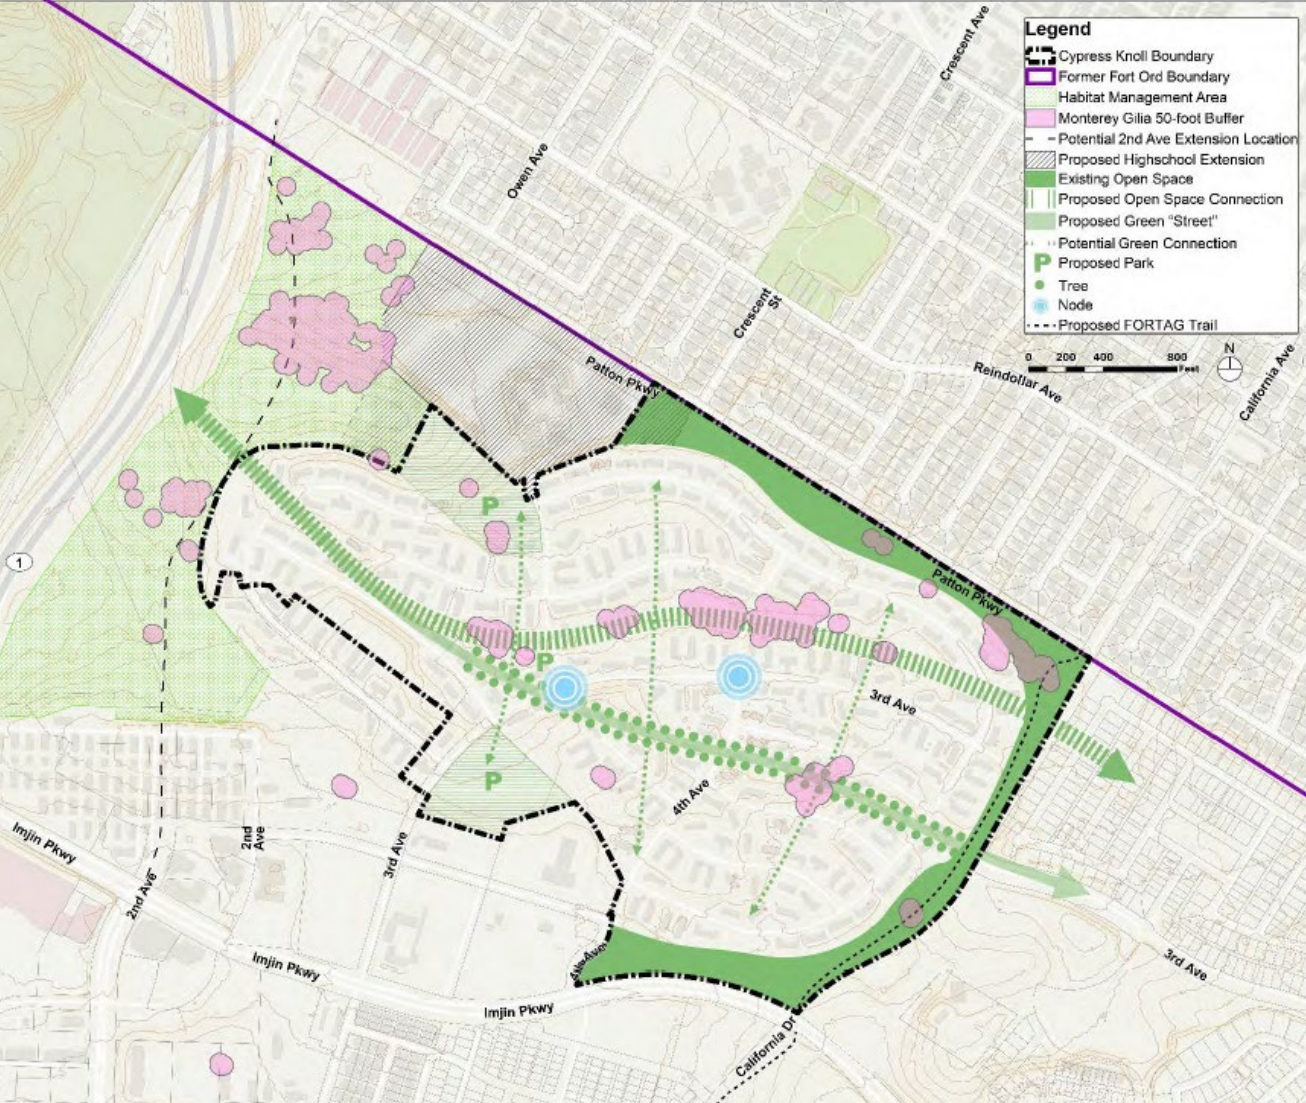 Legend
Cypress Knoll Boundary
Former Fort Ord Boundary
Habitat Management Area
Monterey Gilia 50-foot Buffer
Potential 2nd Ave Extension Location
Proposed Highschool Extension
Existing Open Space
Proposed Open Space Connection
Proposed Green "Street"
Potential Green Connection
P Proposed Park
Tree
Node
Proposed FORTAG Trail
0 200 400 800
Feet
N
Crescent Ave
Owen Ave
Crescent
St
Reindollar Ave
California Ave
Patton Pkwy
P
1
Patton Pkwy
P
3rd Ave
P
4th Ave
Imjin Pkwy
2nd
Ave
3rd Ave
2nd Ave
Imjin Pkwy
4th Ave
3rd Ave
Imjin Pkwy
California Dr